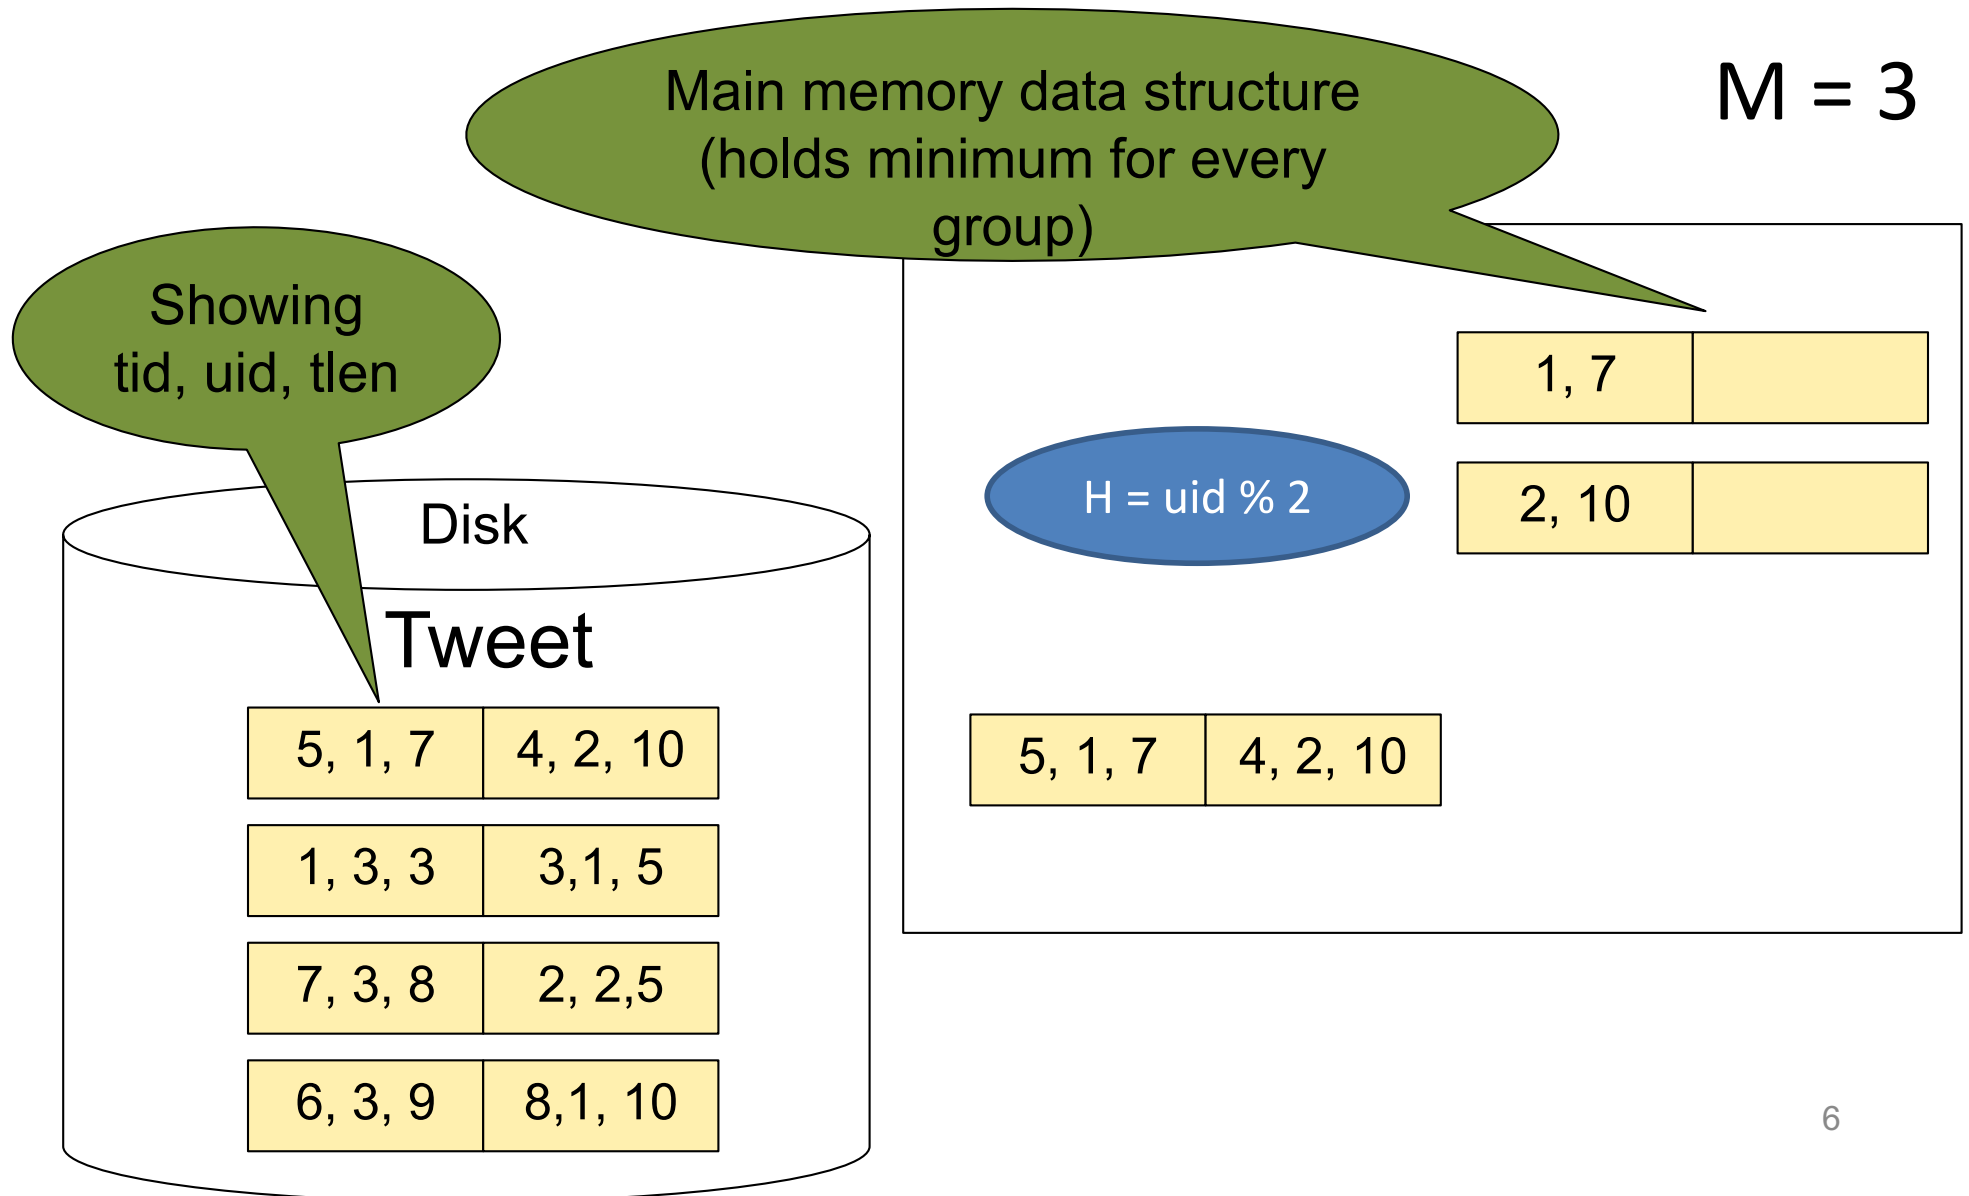 Main memory data structure
(holds minimum for every
group)
M = 3
Showing
tid, uid, tlen
1, 7
H = uid % 2
2, 10
Disk
Tweet
5, 1, 7 4, 2, 10
5, 1, 7 4, 2, 10
1, 3, 3 3,1, 5
7, 3, 8 2, 2,5
6, 3, 9 8,1, 10
6